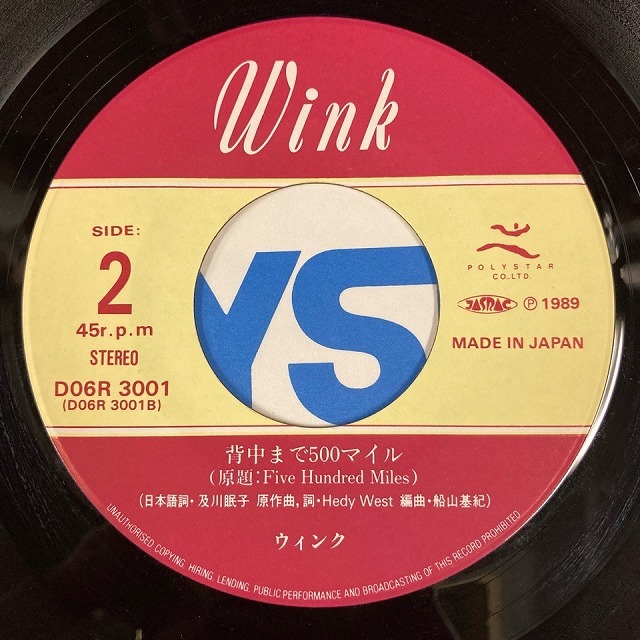 Wink
SIDE:
2
45r.p.m
STEREO
D06R 3001
(D06R 3001B)
YS
POLYSTAR
CO.,LTD.
JASRAC Ⓟ 1989
MADE IN JAPAN
背中まで500マイル
(原題:Five Hundred Miles)
(日本語詞・及川眠子 原作曲,詞・Hedy West 編曲・船山基紀)
ウィンク
UNAUTHORISED COPYING, HIRING, LENDING, PUBLIC PERFORMANCE AND BROADCASTING OF THIS RECORD PROHIBITED